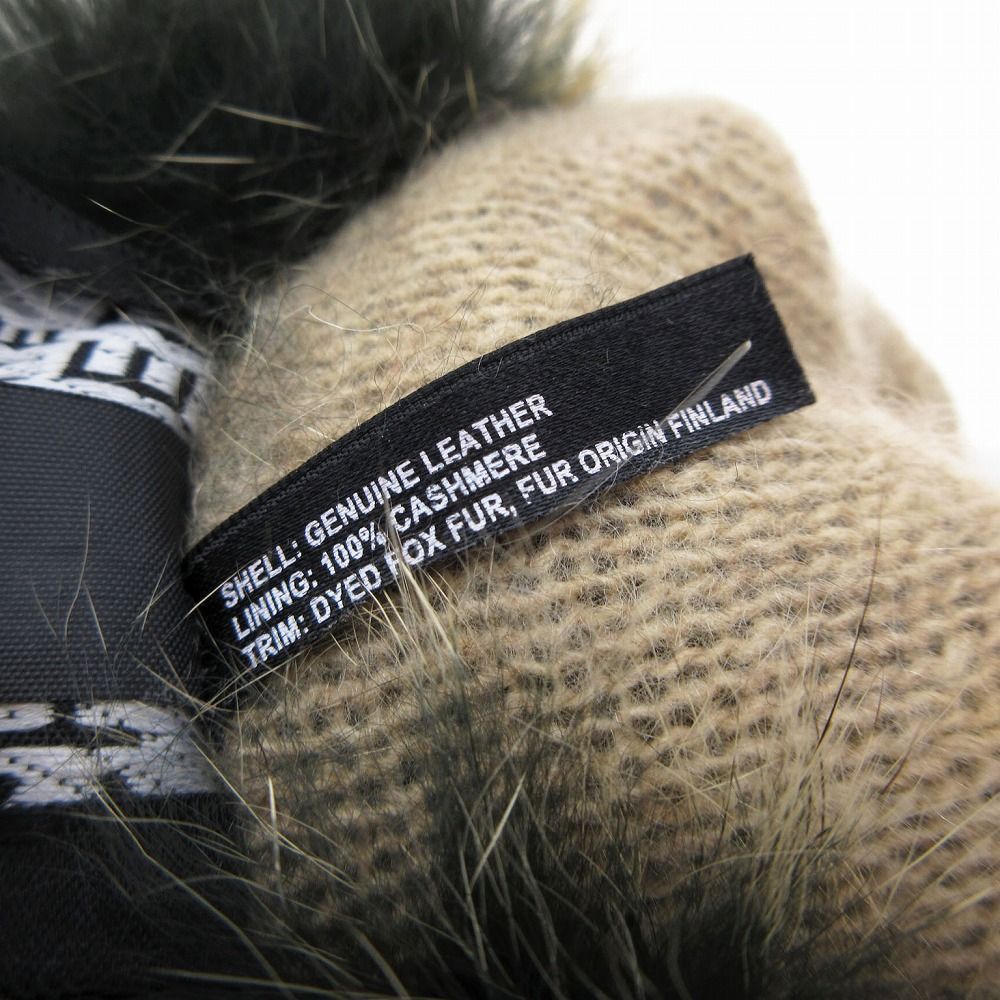 SHELL: GENUINE LEATHER
LINING: 100% CASHMERE
TRIM: DYED FOX FUR, FUR ORIGIN FINLAND